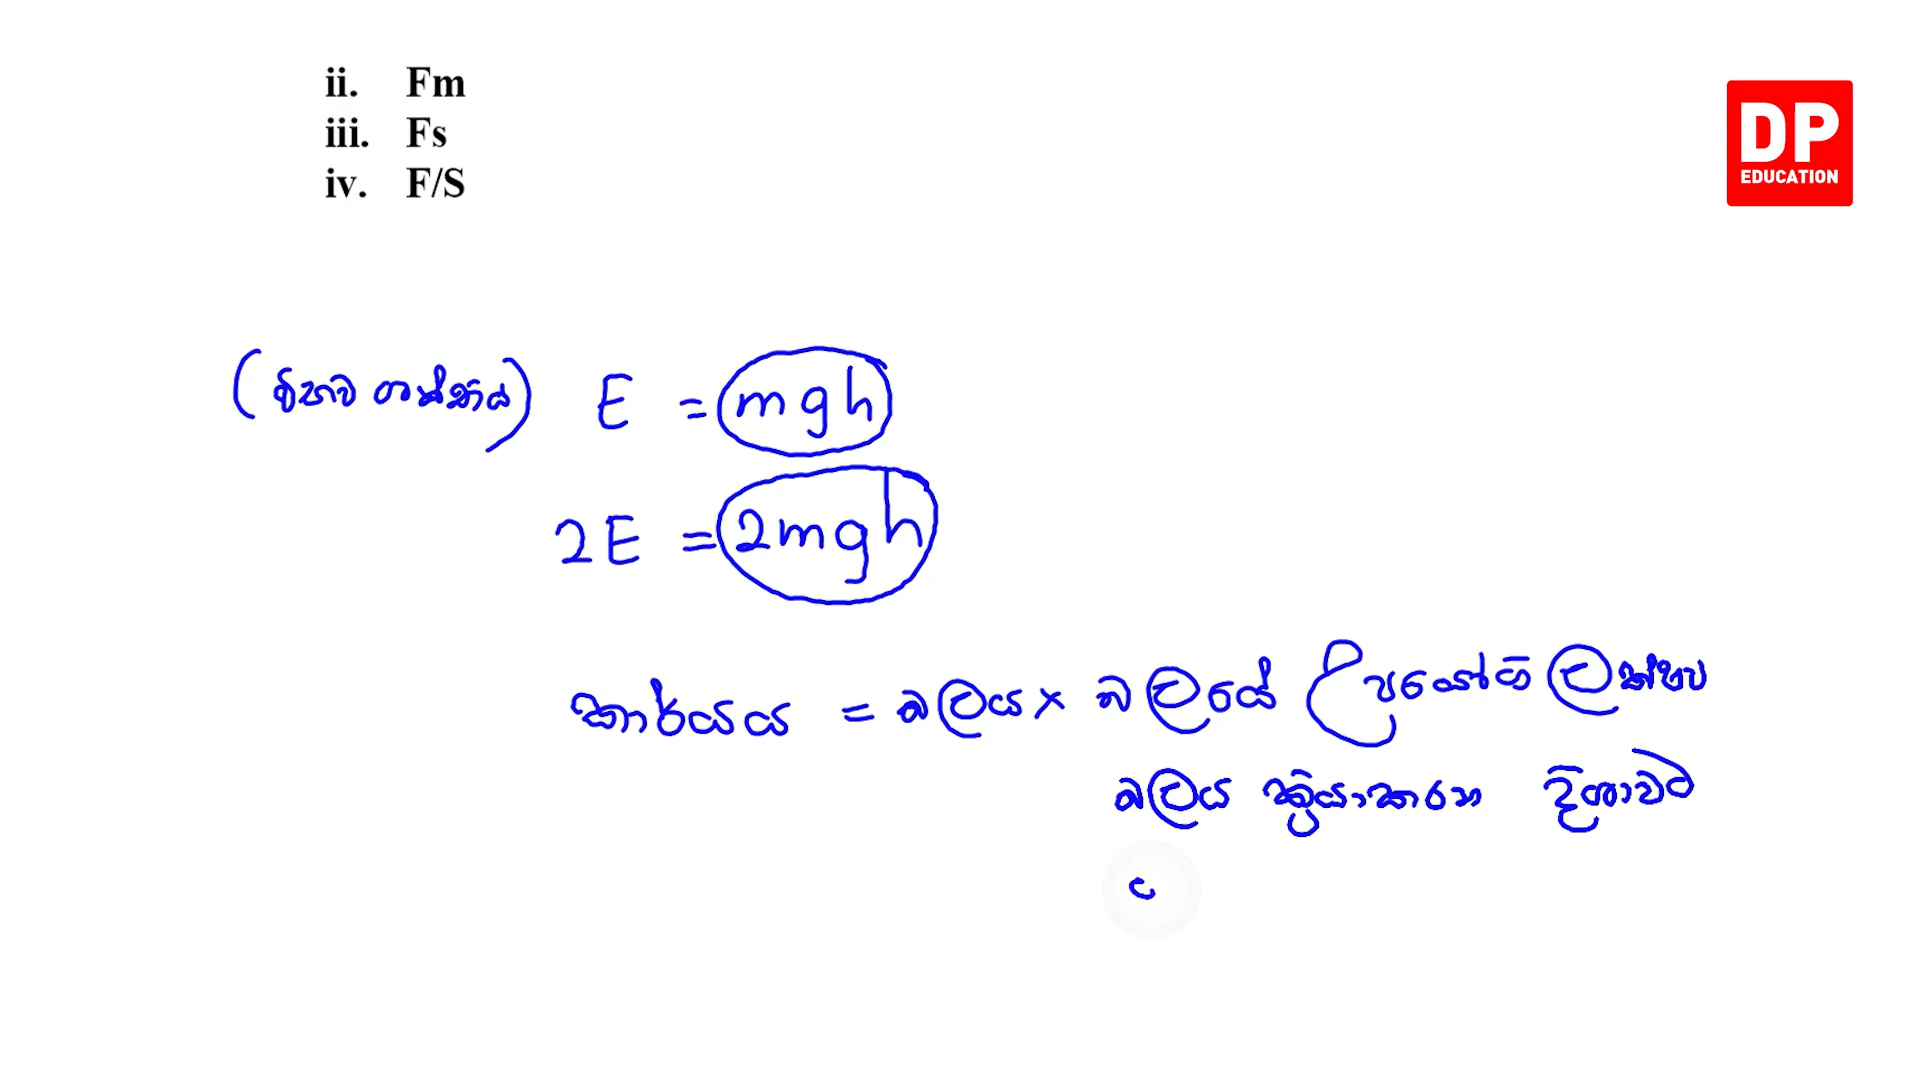 ii. Fm
iii. Fs
iv. F/S
DP
EDUCATION
(විභව ශක්තිය) E = mgh
2E = 2mgh
කාර්යය = බලය × බලයේ උපයෝගි ලක්ෂ්‍ය
බලය ක්‍රියාකරන දිශාවට